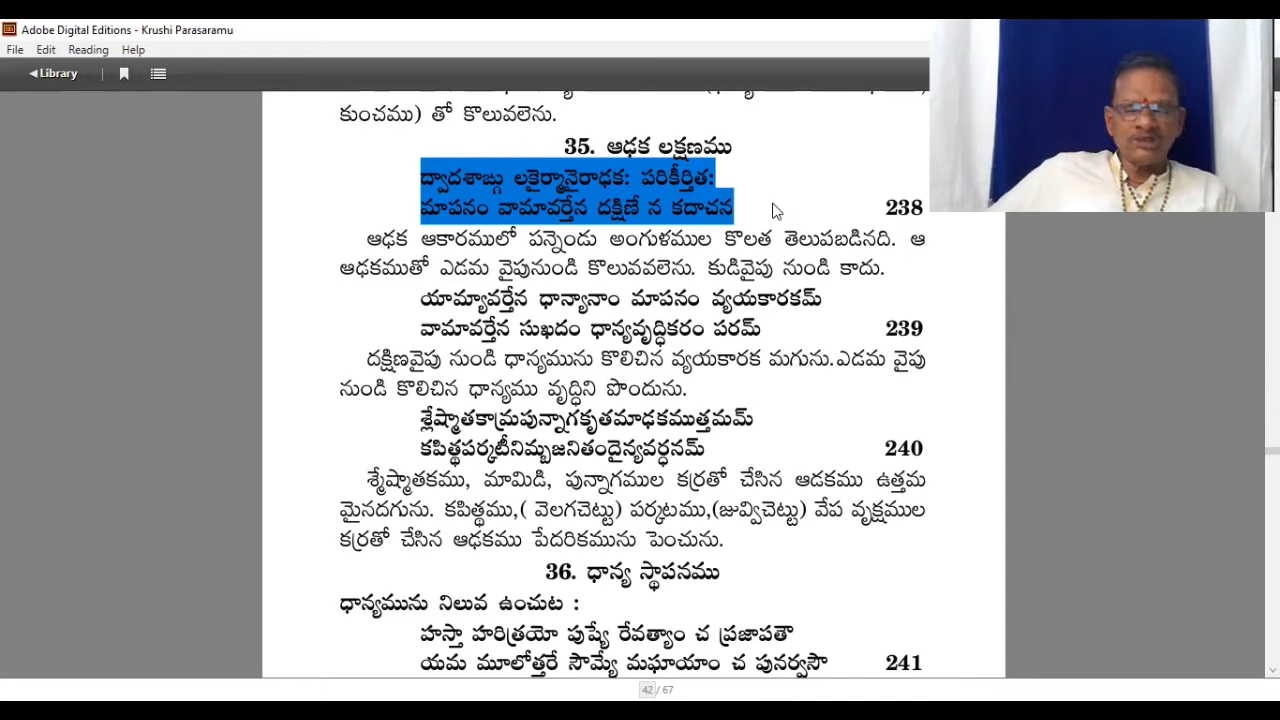 Adobe Digital Editions - Krushi Parasaramu
File Edit Reading Help
Library
కుంచము) తో కొలువలెను.
35. ఆఢక లక్షణము
ద్వాదశాఙ్గు లకైర్మానైరాధక: పరికీర్తిత:
మాపనం వామావర్తేన దక్షిణే న కదాచన 238
ఆఢక ఆకారములో పన్నెండు అంగుళముల కొలత తెలుపబడినది. ఆ
ఆఢకముతో ఎడమ వైపునుండి కొలువవలెను. కుడివైపు నుండి కాదు.
యామ్యావర్తేన ధాన్యానాం మాపనం వ్యయకారకమ్
వామావర్తేన సుఖదం ధాన్యవృద్ధికరం పరమ్ 239
దక్షిణవైపు నుండి ధాన్యమును కొలిచిన వ్యయకారక మగును.ఎడమ వైపు
నుండి కొలిచిన ధాన్యము వృద్ధిని పొందును.
శ్లేష్మాతకామ్రపున్నాగకృతమాఢకముత్తమమ్
కపిత్థపర్కటీనిమ్బజనితందైన్యవర్ధనమ్ 240
శ్మేష్మాతకము, మామిడి, పున్నాగముల కర్రతో చేసిన ఆడకము ఉత్తమ
మైనదగును. కపిత్థము,( వెలగచెట్టు) పర్కటము,(జువ్విచెట్టు) వేప వృక్షముల
కర్రతో చేసిన ఆఢకము పేదరికమును పెంచును.
36. ధాన్య స్థాపనము
ధాన్యమును నిలువ ఉంచుట :
హస్తా హరిత్రయో పుష్యే రేవత్యాం చ ప్రజాపతౌ
యమ మూలోత్తరే సౌమ్యే మఘాయాం చ పునర్వసౌ 241
42 / 67